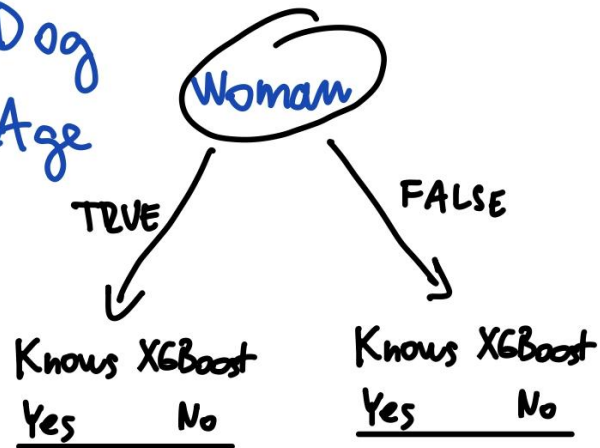 Dog
Age
Woman
TRUE
FALSE
Knows XGBoost
Yes No
Knows XGBoost
Yes No